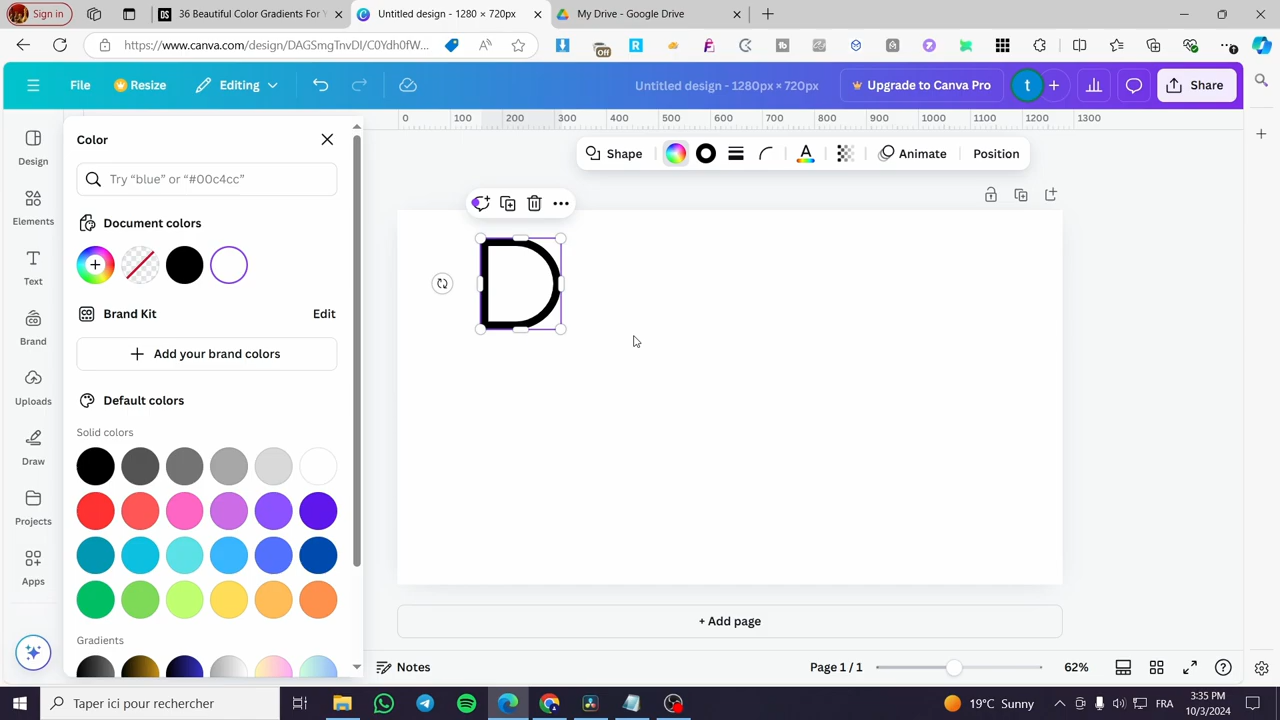 Sign in
36 Beautiful Color Gradients For Y
Untitled design - 1280 × 720px
My Drive - Google Drive
https://www.canva.com/design/DAGSmgTnvDI/C0Ydh0fW...
Off
File
Resize
Editing
Untitled design - 1280px × 720px
Upgrade to Canva Pro
t
Share
0 100 200 300 400 500 600 700 800 900 1000 1100 1200 1300
Design
Elements
Text
Brand
Uploads
Draw
Projects
Apps
Color
Try “blue” or “#00c4cc”
Document colors
Brand Kit
Edit
Add your brand colors
Default colors
Solid colors
Gradients
Shape
Animate
Position
+ Add page
Notes
Page 1 / 1
62%
Taper ici pour rechercher
19°C Sunny
FRA
3:35 PM
10/3/2024